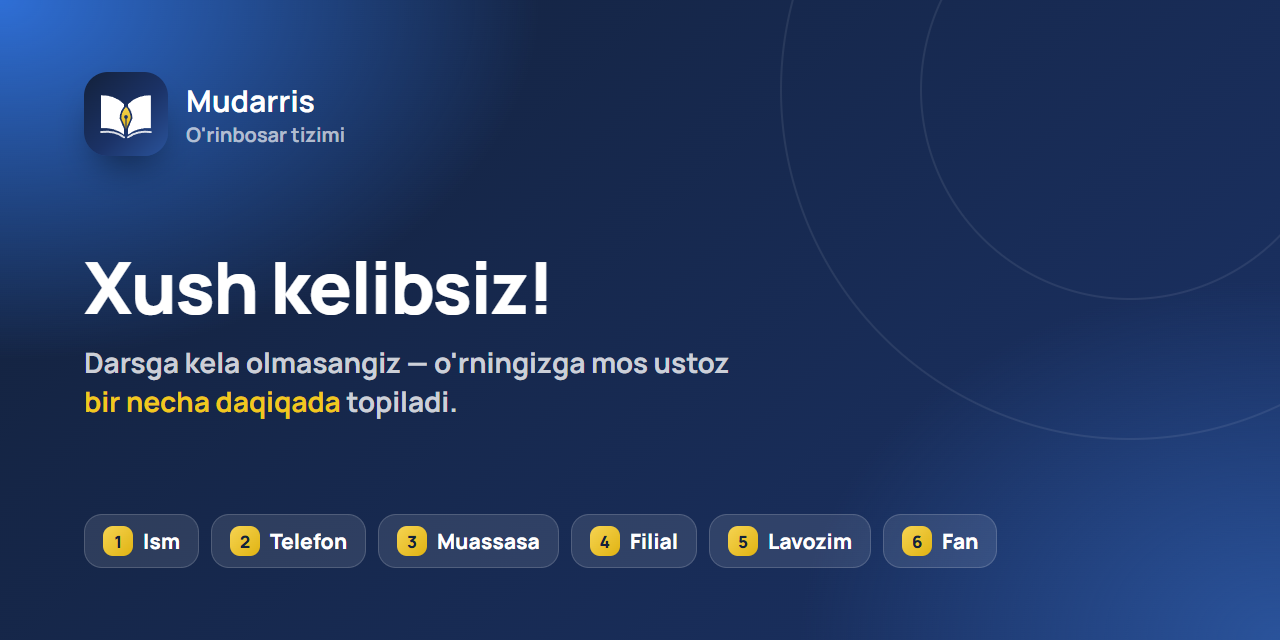 Mudarris
O'rinbosar tizimi
Xush kelibsiz!
Darsga kela olmasangiz — o'rningizga mos ustoz
bir necha daqiqada topiladi.
1 Ism 2 Telefon 3 Muassasa 4 Filial 5 Lavozim 6 Fan